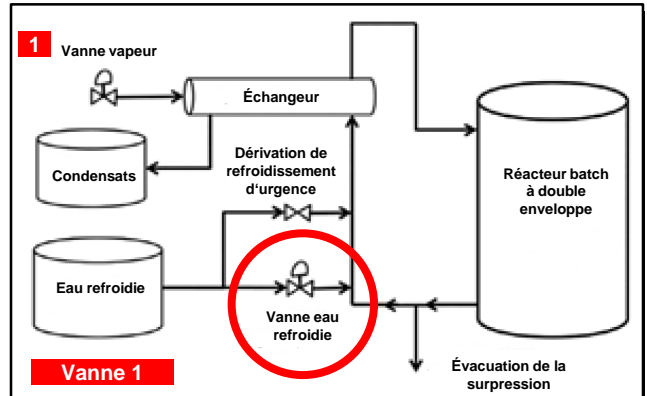 1
Vanne vapeur
Échangeur
Condensats
Dérivation de
refroidissement
d'urgence
Réacteur batch
à double
enveloppe
Eau refroidie
Vanne eau
refroidie
Vanne 1
Évacuation de la
surpression